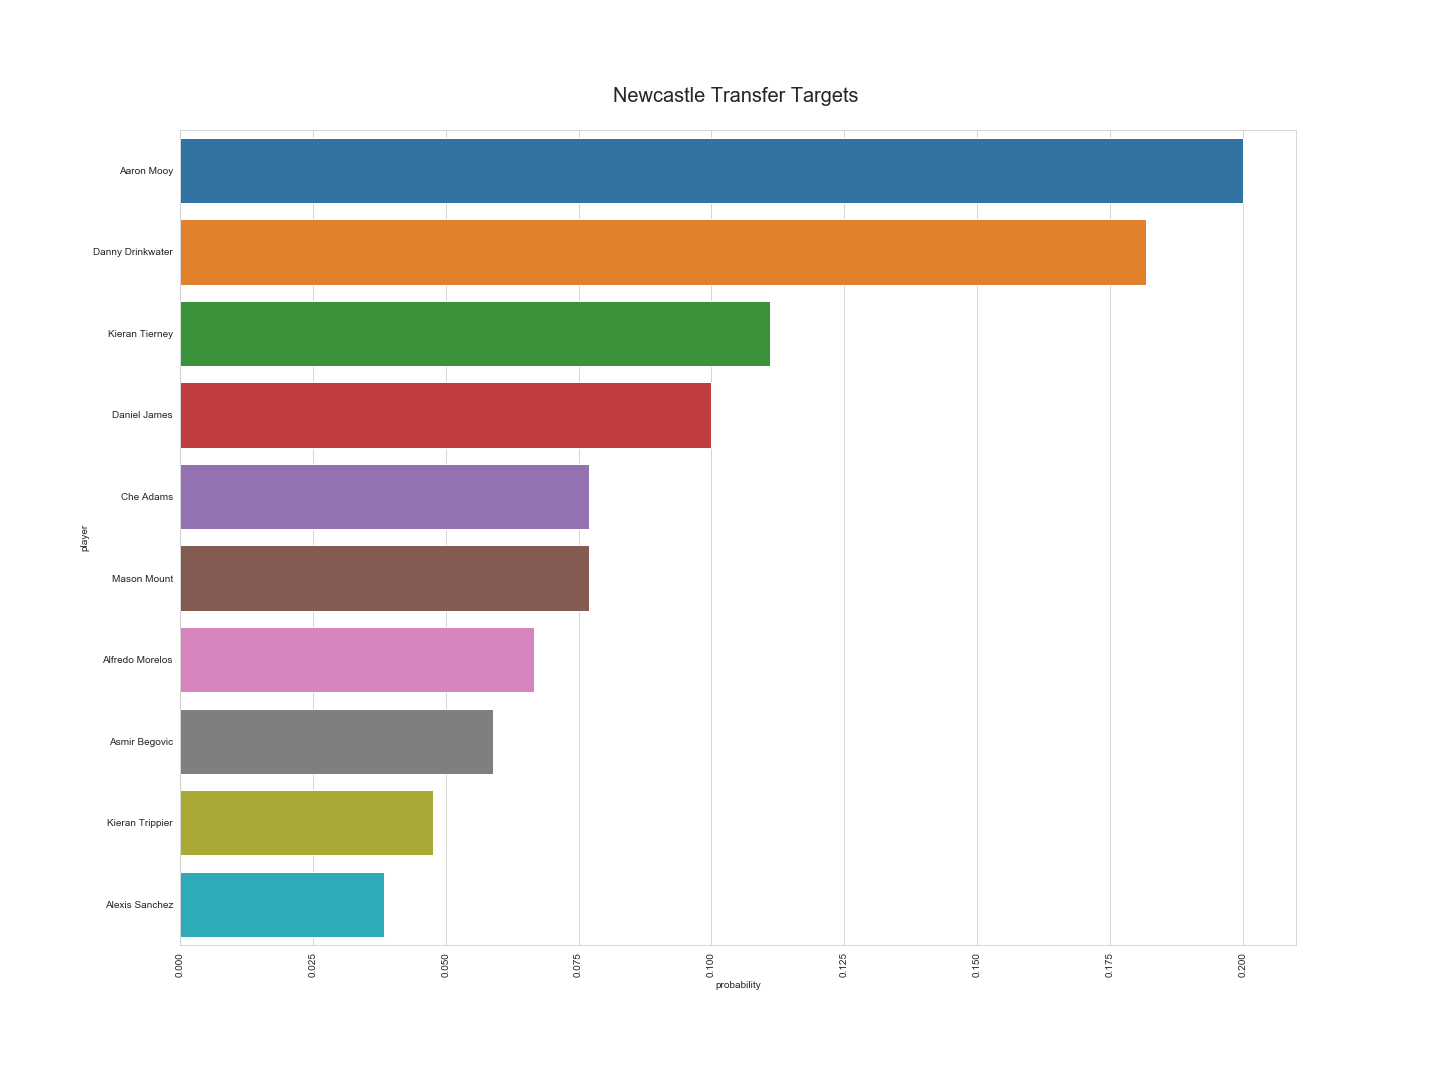 Newcastle Transfer Targets
Aaron Mooy
Danny Drinkwater
Kieran Tierney
Daniel James
Che Adams
Mason Mount
Alfredo Morelos
Asmir Begovic
Kieran Trippier
Alexis Sanchez
player
0.000
0.025
0.050
0.075
0.100
0.125
0.150
0.175
0.200
probability